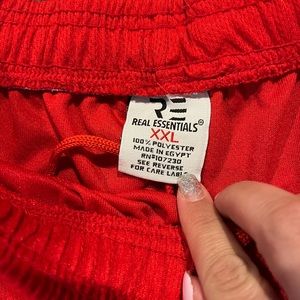 RE
REAL ESSENTIALS®
XXL
100% POLYESTER
MADE IN EGYPT
RN#107230
SEE REVERSE
FOR CARE LABEL